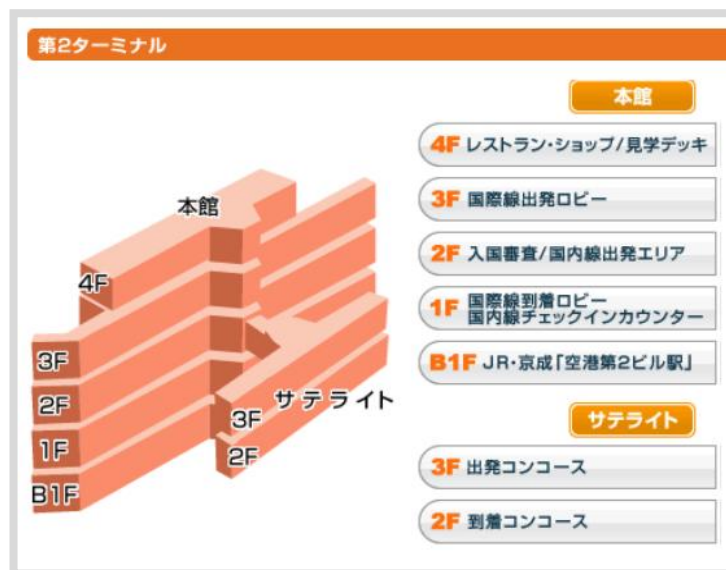 第2ターミナル
本館
4F レストラン・ショップ/見学デッキ
3F 国際線出発ロビー
2F 入国審査/国内線出発エリア
1F 国際線到着ロビー
国内線チェックインカウンター
B1F JR・京成「空港第2ビル駅」
サテライト
3F 出発コンコース
2F 到着コンコース
本館
4F
3F
2F
1F
B1F
サテライト
3F
2F